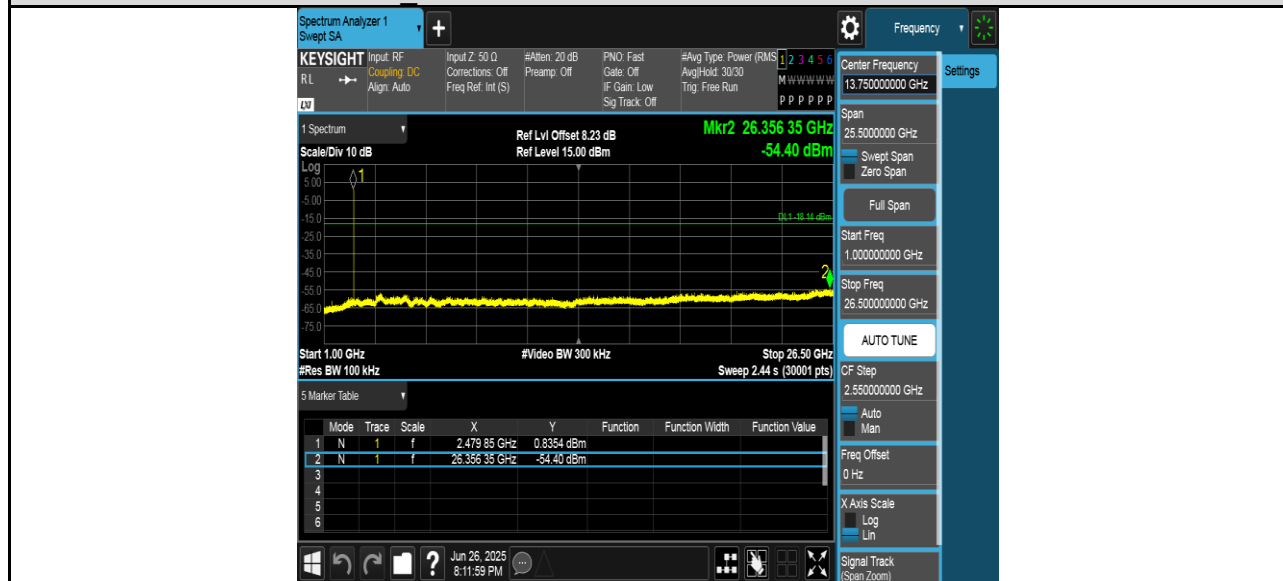 Spectrum Analyzer 1
Swept SA
+
Frequency
KEYSIGHT
RL
LXI
Input: RF
Coupling: DC
Align: Auto
Input Z: 50 Ω
Corrections: Off
Freq Ref: Int (S)
#Atten: 20 dB
Preamp: Off
PNO: Fast
Gate: Off
IF Gain: Low
Sig Track: Off
#Avg Type: Power (RMS
Avg|Hold: 30/30
Trig: Free Run
1 2 3 4 5 6
M W W W W W
P P P P P P
1 Spectrum
Scale/Div 10 dB
Ref Lvl Offset 8.23 dB
Ref Level 15.00 dBm
Mkr2 26.356 35 GHz
-54.40 dBm
Log
5.00
-5.00
-15.0
-25.0
-35.0
-45.0
-55.0
-65.0
-75.0
1
DL1 -18.14 dBm
2
Start 1.00 GHz
#Res BW 100 kHz
#Video BW 300 kHz
Stop 26.50 GHz
Sweep 2.44 s (30001 pts)
5 Marker Table
Mode Trace Scale X Y Function Function Width Function Value
1 N 1 f 2.479 85 GHz 0.8354 dBm
2 N 1 f 26.356 35 GHz -54.40 dBm
3
4
5
6
?
Jun 26, 2025
8:11:59 PM
Center Frequency
13.750000000 GHz
Settings
Span
25.5000000 GHz
Swept Span
Zero Span
Full Span
Start Freq
1.000000000 GHz
Stop Freq
26.500000000 GHz
AUTO TUNE
CF Step
2.550000000 GHz
Auto
Man
Freq Offset
0 Hz
X Axis Scale
Log
Lin
Signal Track
(Span Zoom)